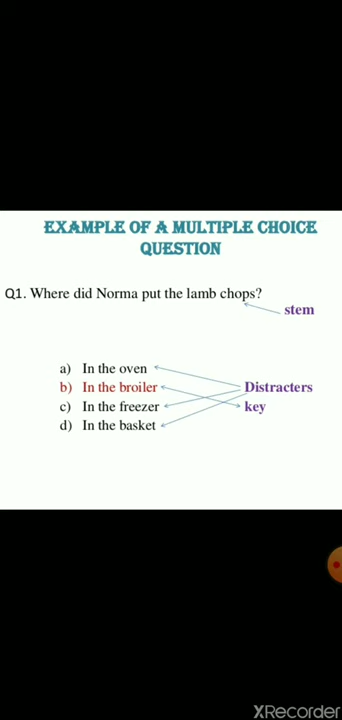 EXAMPLE OF A MULTIPLE CHOICE
QUESTION
Q1. Where did Norma put the lamb chops?
stem
a) In the oven
b) In the broiler
Distracters
c) In the freezer
key
d) In the basket
XRecorder